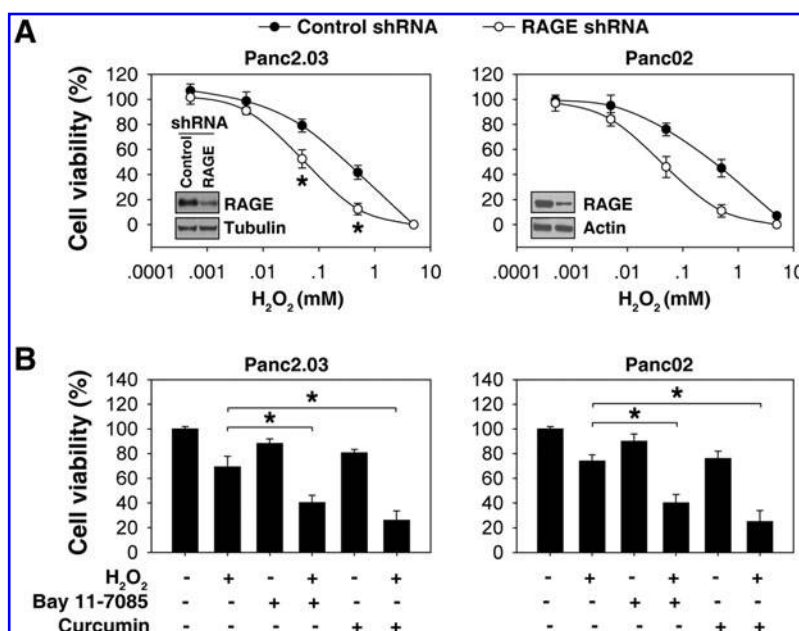 A
Control shRNA
RAGE shRNA
Panc2.03
Panc02
Cell viability (%)
120
100
80
60
40
20
0
shRNA
Control
RAGE
RAGE
Tubulin
*
*
.0001
.01
.1
1
10
H₂O₂ (mM)
120
100
80
60
40
20
0
RAGE
Actin
.0001
.01
.1
1
10
H₂O₂ (mM)
B
Panc2.03
Panc02
Cell viability (%)
140
120
100
80
60
40
20
0
*
*
140
120
100
80
60
40
20
0
*
*
H₂O₂ - + - + - + - + - + - +
Bay 11-7085 - - + + - - - - + + - -
Curcumin - - - - + + - - - - + +